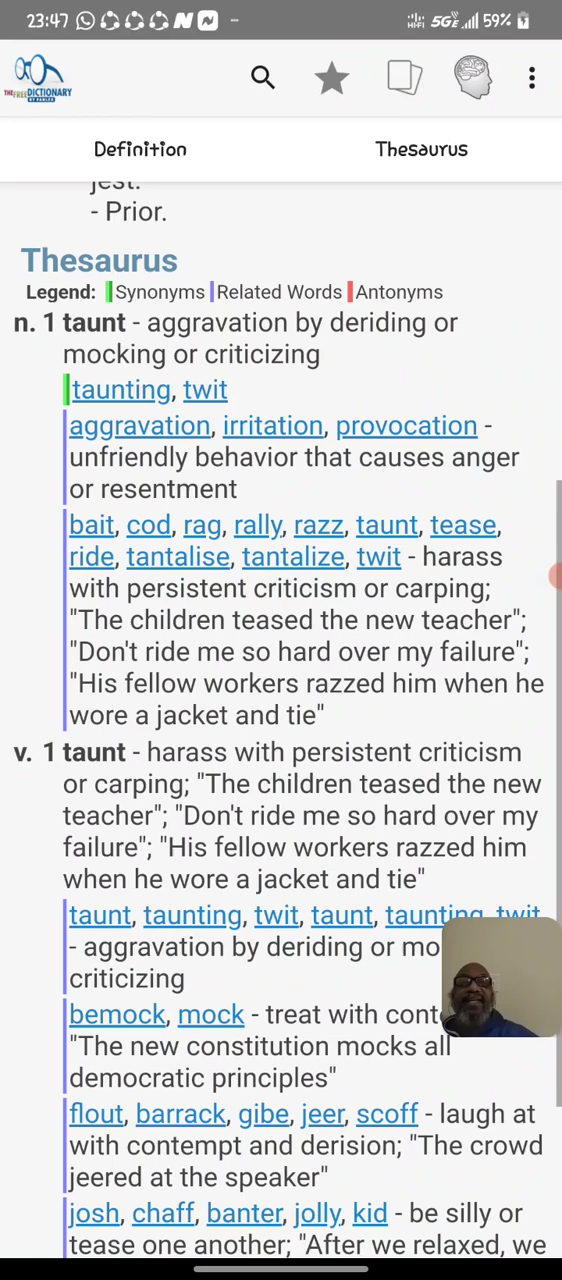 23:47
HI-FI 5G 59%
THE FREE DICTIONARY
BY FARLEX
Definition Thesaurus
jest.
- Prior.
Thesaurus
Legend: Synonyms Related Words Antonyms
n. 1 taunt - aggravation by deriding or
mocking or criticizing
taunting, twit
aggravation, irritation, provocation -
unfriendly behavior that causes anger
or resentment
bait, cod, rag, rally, razz, taunt, tease,
ride, tantalise, tantalize, twit - harass
with persistent criticism or carping;
"The children teased the new teacher";
"Don't ride me so hard over my failure";
"His fellow workers razzed him when he
wore a jacket and tie"
v. 1 taunt - harass with persistent criticism
or carping; "The children teased the new
teacher"; "Don't ride me so hard over my
failure"; "His fellow workers razzed him
when he wore a jacket and tie"
taunt, taunting, twit, taunt, taunting, twit
- aggravation by deriding or mo
criticizing
bemock, mock - treat with cont
"The new constitution mocks all
democratic principles"
flout, barrack, gibe, jeer, scoff - laugh at
with contempt and derision; "The crowd
jeered at the speaker"
josh, chaff, banter, jolly, kid - be silly or
tease one another; "After we relaxed, we